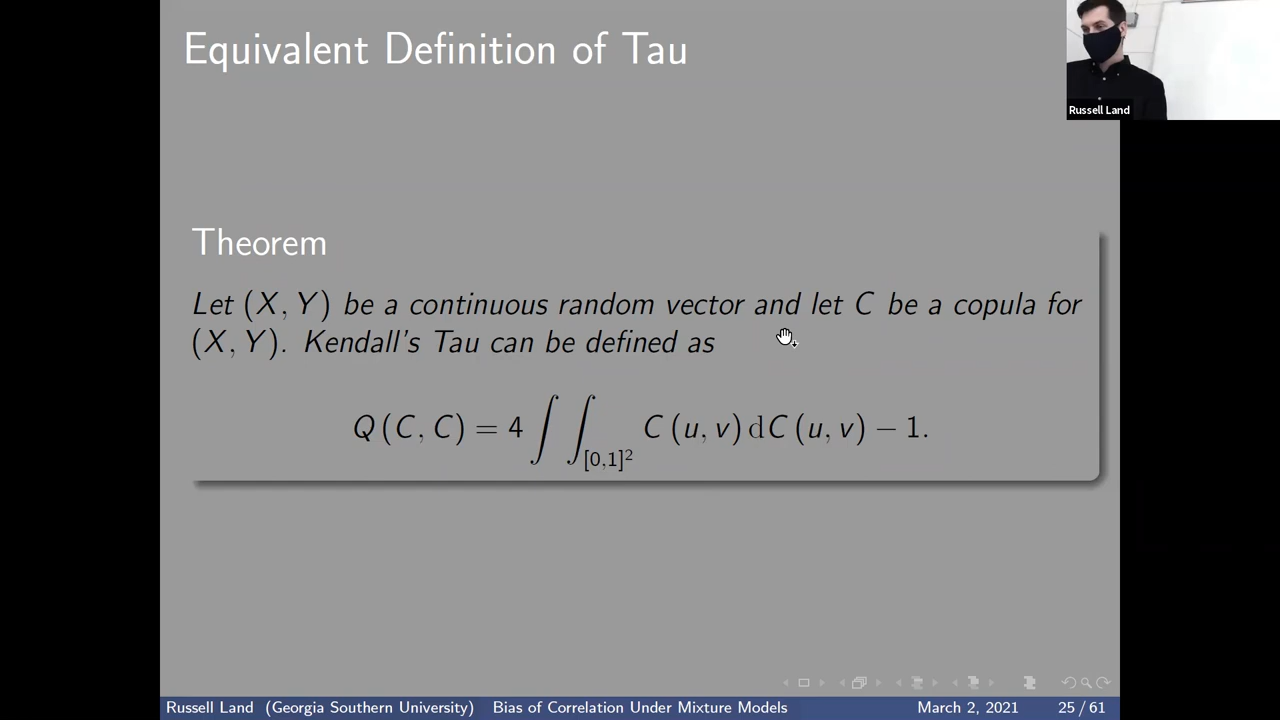 Equivalent Definition of Tau
Russell Land
Theorem
Let (X, Y) be a continuous random vector and let C be a copula for
(X, Y). Kendall's Tau can be defined as
Q(C, C) = 4 ∫ ∫_{[0,1]²} C(u, v) dC(u, v) − 1.
Russell Land (Georgia Southern University) Bias of Correlation Under Mixture Models March 2, 2021 25 / 61